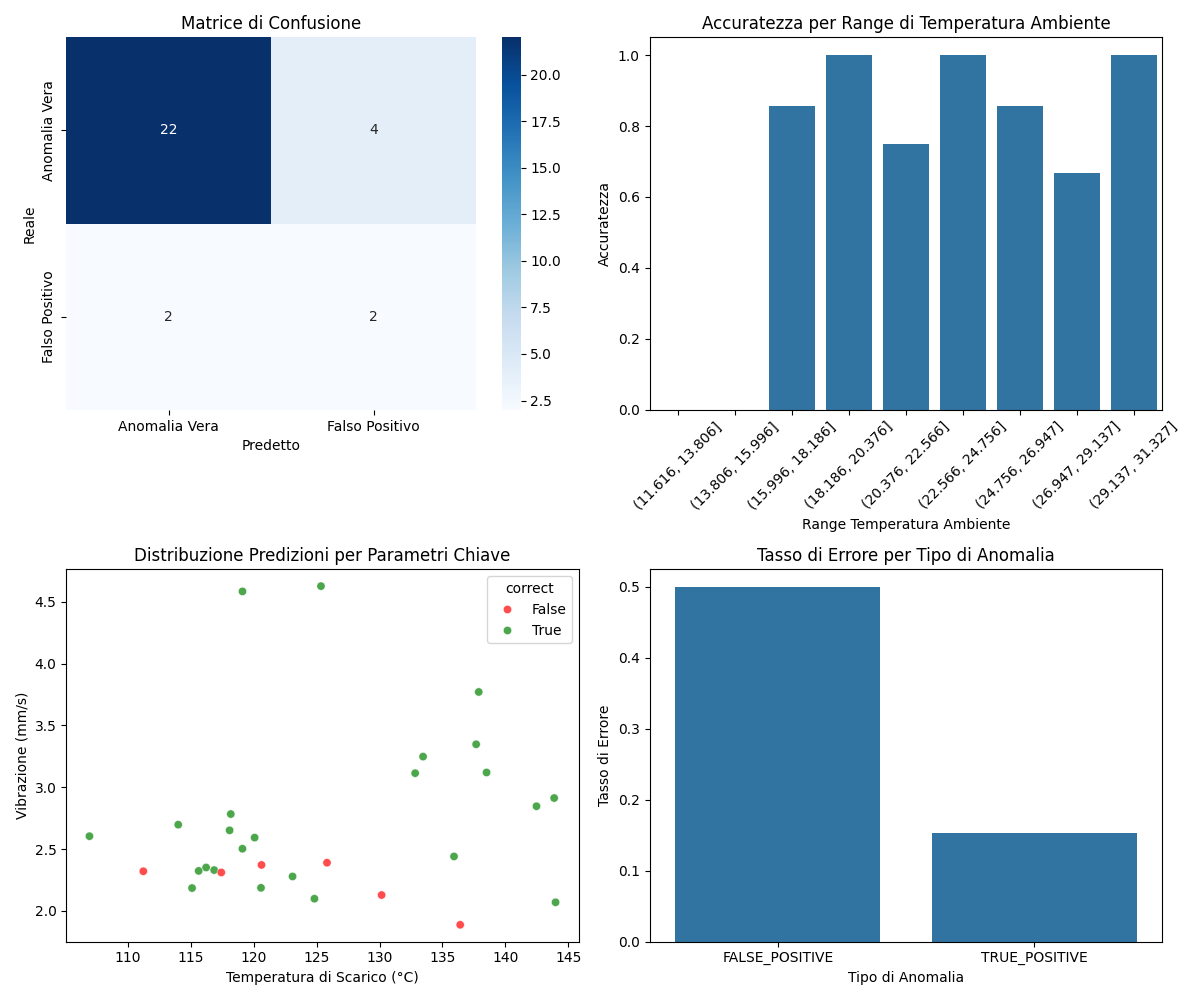 Matrice di Confusione
Anomalia Vera
Falso Positivo
Reale
22
4
2
2
Anomalia Vera
Falso Positivo
Predetto
20.0
17.5
15.0
12.5
10.0
7.5
5.0
2.5
Accuratezza per Range di Temperatura Ambiente
Accuratezza
1.0
0.8
0.6
0.4
0.2
0.0
(11.616, 13.806]
(13.806, 15.996]
(15.996, 18.186]
(18.186, 20.376]
(20.376, 22.566]
(22.566, 24.756]
(24.756, 26.947]
(26.947, 29.137]
(29.137, 31.327]
Range Temperatura Ambiente
Distribuzione Predizioni per Parametri Chiave
Vibrazione (mm/s)
4.5
4.0
3.5
3.0
2.5
2.0
correct
False
True
110
115
120
125
130
135
140
145
Temperatura di Scarico (°C)
Tasso di Errore per Tipo di Anomalia
Tasso di Errore
0.5
0.4
0.3
0.2
0.1
0.0
FALSE_POSITIVE
TRUE_POSITIVE
Tipo di Anomalia